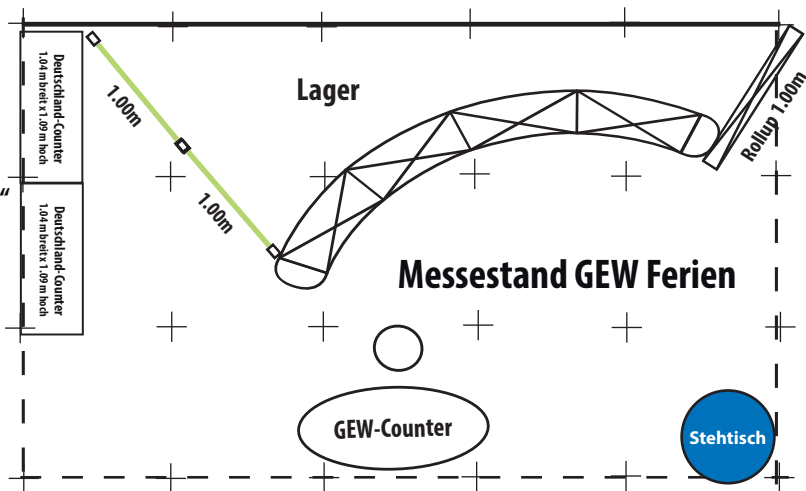 Deutschland-Counter
1.04 m breit x 1.09 m hoch
1.00m
Lager
Rollup 1.00m
“
1.00m
Deutschland-Counter
1.04 m breit x 1.09 m hoch
Messestand GEW Ferien
GEW-Counter
Stehtisch